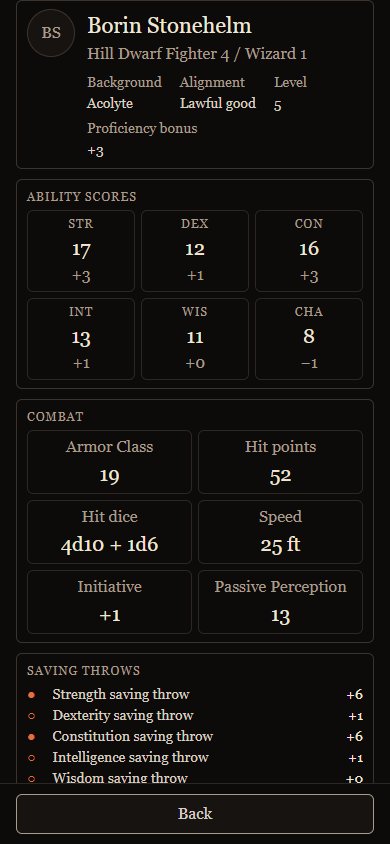 BS
Borin Stonehelm
Hill Dwarf Fighter 4 / Wizard 1
Background Alignment Level
Acolyte Lawful good 5
Proficiency bonus
+3
ABILITY SCORES
STR DEX CON
17 12 16
+3 +1 +3
INT WIS CHA
13 11 8
+1 +0 −1
COMBAT
Armor Class Hit points
19 52
Hit dice Speed
4d10 + 1d6 25 ft
Initiative Passive Perception
+1 13
SAVING THROWS
Strength saving throw +6
Dexterity saving throw +1
Constitution saving throw +6
Intelligence saving throw +1
Wisdom saving throw +0
Back